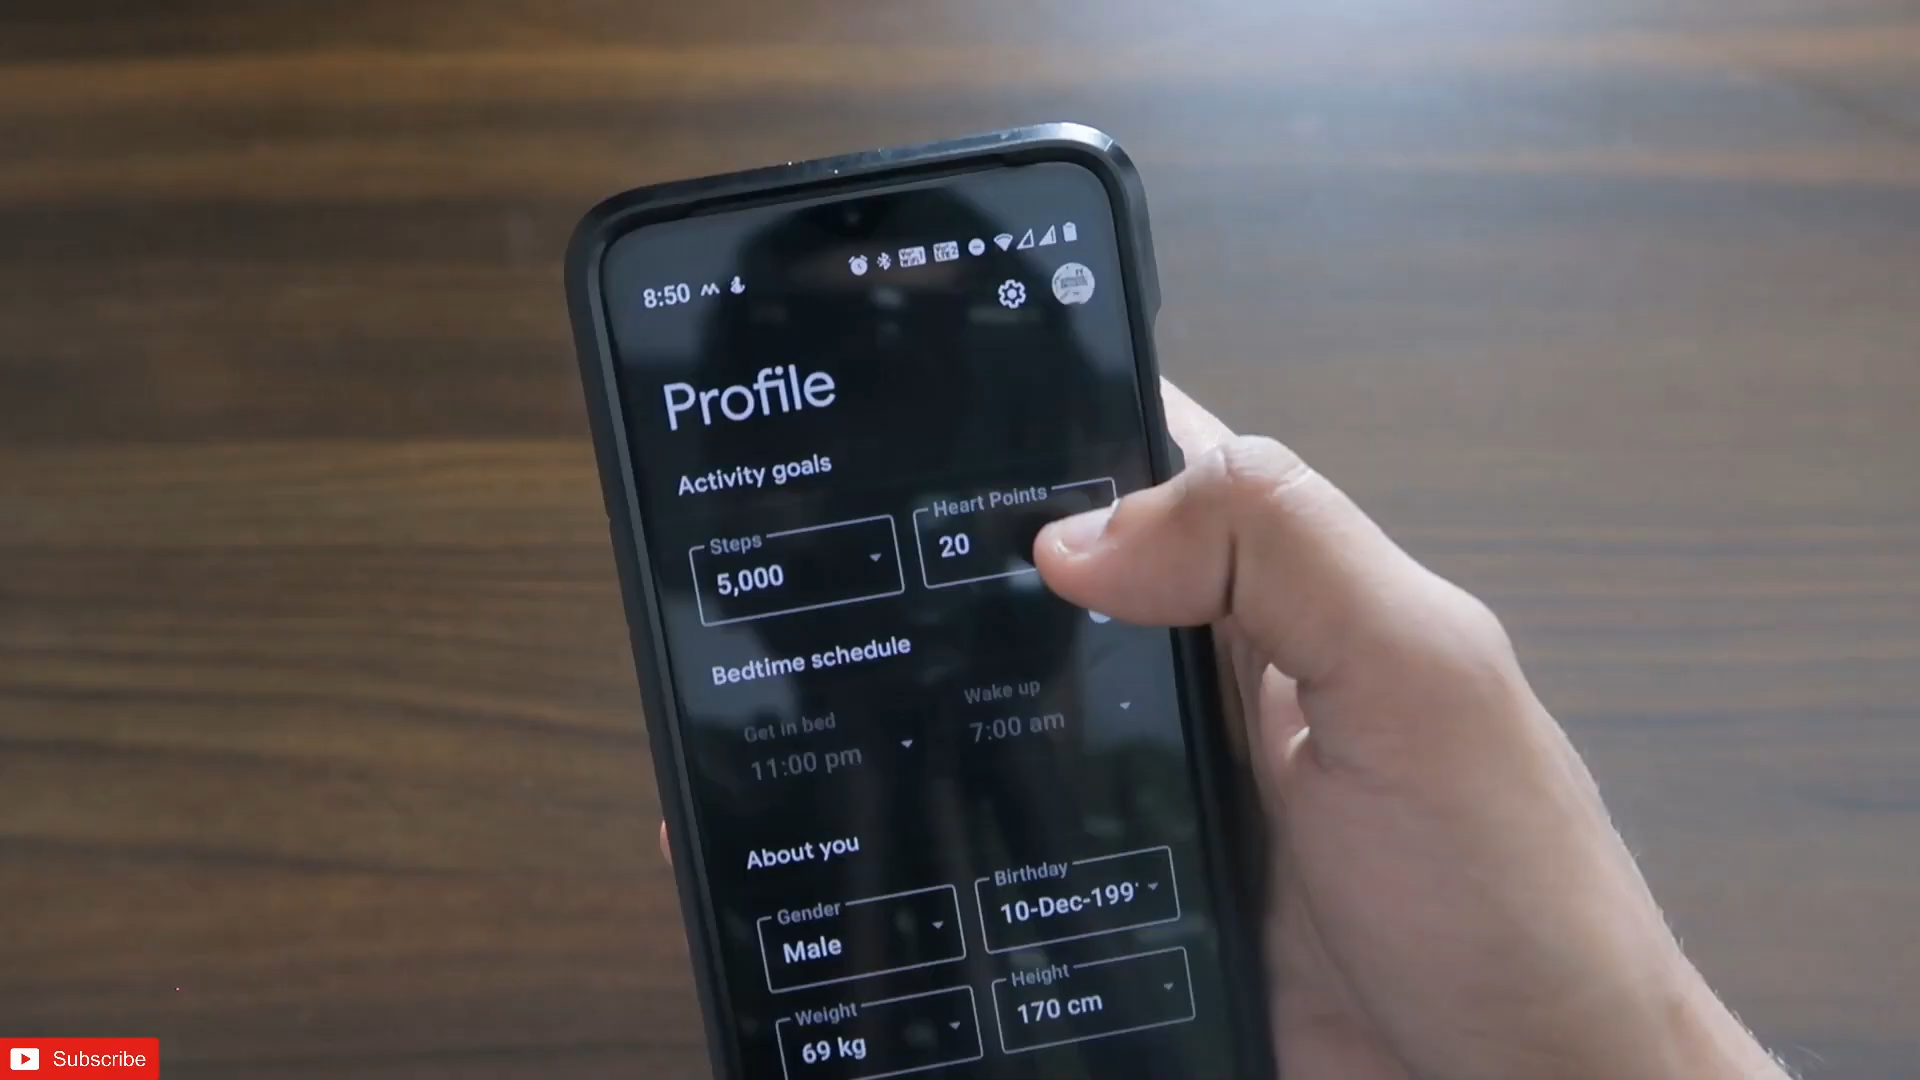 8:50
Profile
Activity goals
Steps
5,000
Heart Points
20
Bedtime schedule
Get in bed
11:00 pm
Wake up
7:00 am
About you
Gender
Male
Birthday
10-Dec-199
Weight
69 kg
Height
170 cm
Subscribe